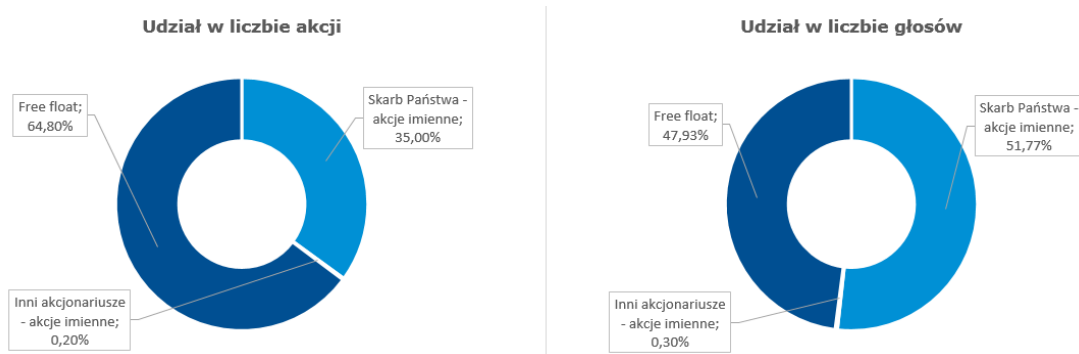 Udział w liczbie akcji
Free float;
64,80%
Skarb Państwa -
akcje imienne;
35,00%
Inni akcjonariusze
- akcje imienne;
0,20%
Udział w liczbie głosów
Free float;
47,93%
Skarb Państwa -
akcje imienne;
51,77%
Inni akcjonariusze
- akcje imienne;
0,30%